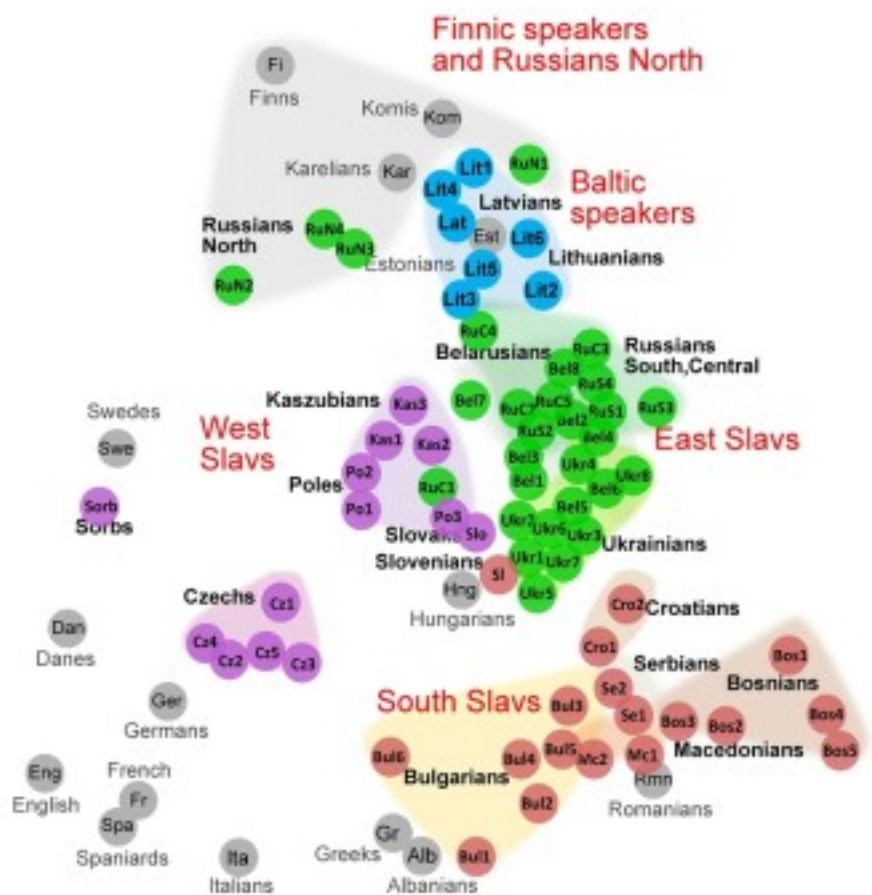 Finnic speakers
and Russians North
Fi
Finns
Komis
Kom
Karelians
Kar
Lit1
RuN1
Lit4
Latvians
Baltic
speakers
Russians
North
RuN4
RuN3
Lat
Est
Lit6
Estonians
Lithuanians
RuN2
Lit5
Lit2
Lit3
RuC4
Belarusians
RuC3
Russians
South,Central
Bel8
RuS4
Kaszubians
Kas3
Bel7
RuC5
RuS1
RuS3
Swedes
Swe
West
Slavs
Kas1
Kas2
RuS2
Bel2
Bel4
East Slavs
Bel3
Ukr4
Poles
Po2
RuC1
Bel1
Bel6
Ukr8
Sorb
Sorbs
Po1
Po3
Slo
Bel5
Ukr2
Ukr6
Ukr3
Ukrainians
Slovenians
Sl
Ukr1
Ukr7
Hng
Hungarians
Ukr5
Czechs
Cz1
Cro2
Croatians
Dan
Danes
Cz4
Cz2
Cz5
Cz3
Cro1
Serbians
Bos1
Bosnians
Ger
Germans
South Slavs
Bul3
Se2
Se1
Bos3
Bos2
Bos4
Bul6
Bulgarians
Bul4
Bul5
Mc2
Mc1
Macedonians
Bos5
Eng
English
French
Fr
Rmn
Romanians
Bul2
Spa
Spaniards
Ita
Italians
Greeks
Gr
Alb
Albanians
Bul1